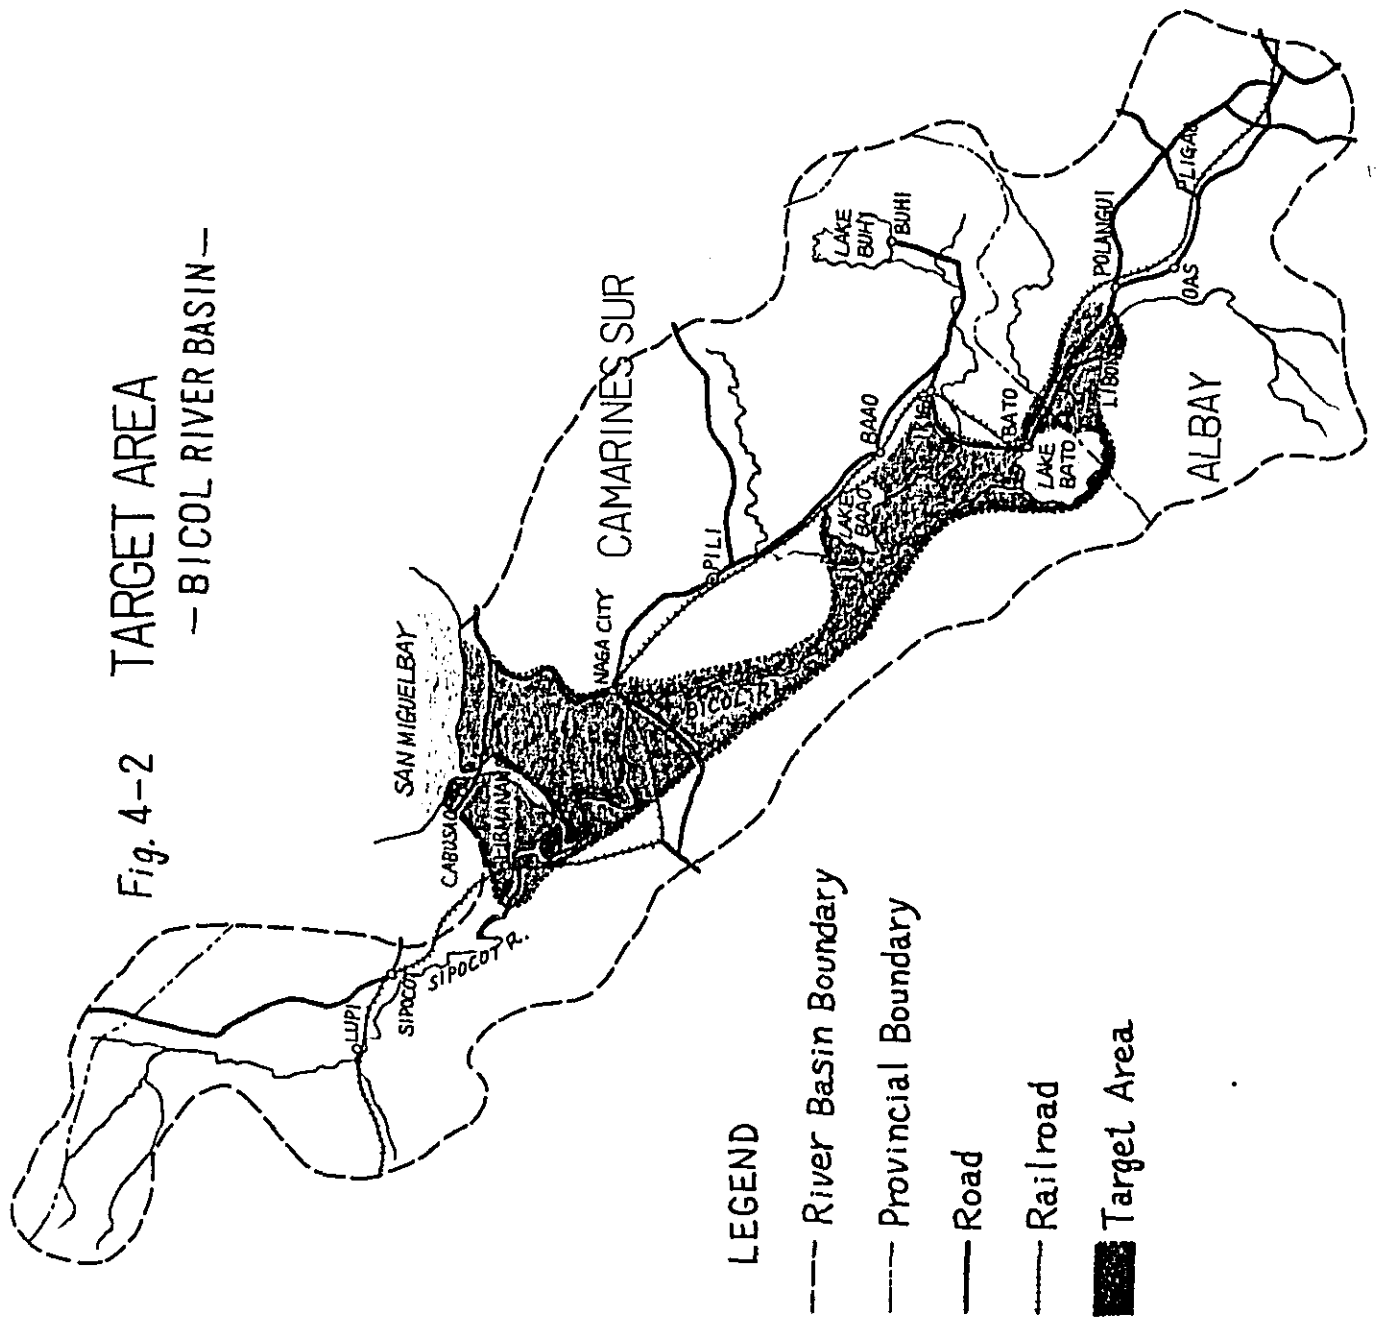 Fig. 4-2 TARGET AREA
- BICOL RIVER BASIN -
SAN MIGUEL BAY
CABUSAO
LIBMANAN
LUPI
SIPOCOT
SIPOCOT R.
NAGA CITY
CAMARINES SUR
PILI
BICOL R.
BAAO
LAKE
BAAO
LAKE
BUHI
BUHI
BATO
LAKE
BATO
LIBON
POLANGUI
OAS
LIGAO
ALBAY
LEGEND
River Basin Boundary
Provincial Boundary
Road
Railroad
Target Area